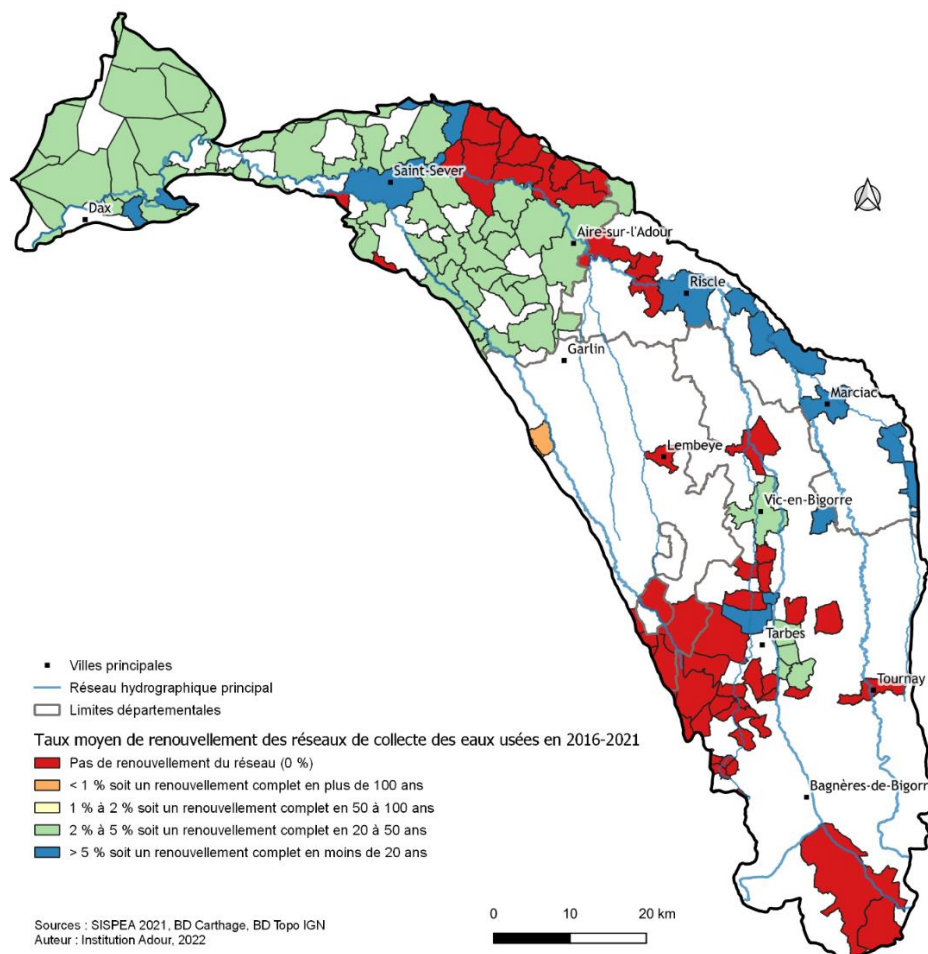 Saint-Sever
Dax
Aire-sur-l'Adour
Riscle
Garlin
Marciac
Lembeye
Vic-en-Bigorre
Tarbes
Tournay
Bagnères-de-Bigorr
Villes principales
Réseau hydrographique principal
Limites départementales
Taux moyen de renouvellement des réseaux de collecte des eaux usées en 2016-2021
Pas de renouvellement du réseau (0 %)
< 1 % soit un renouvellement complet en plus de 100 ans
1 % à 2 % soit un renouvellement complet en 50 à 100 ans
2 % à 5 % soit un renouvellement complet en 20 à 50 ans
> 5 % soit un renouvellement complet en moins de 20 ans
0 10 20 km
Sources : SISPEA 2021, BD Carthage, BD Topo IGN
Auteur : Institution Adour, 2022